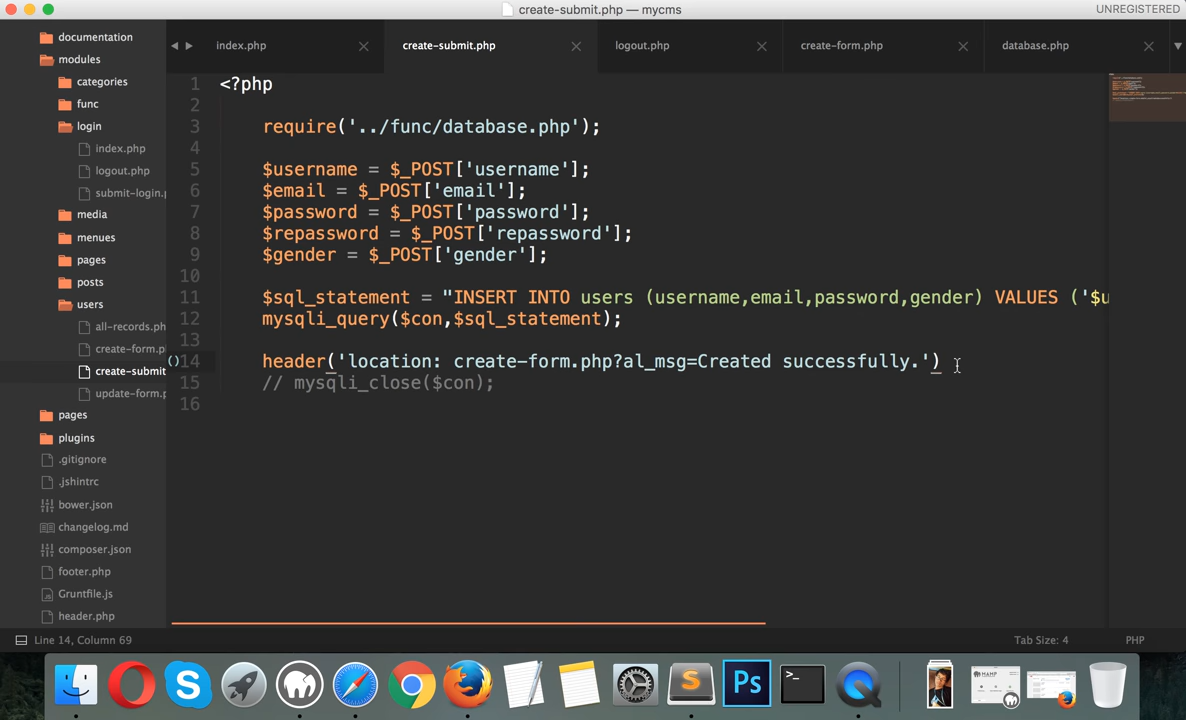 create-submit.php — mycms
UNREGISTERED
documentation
modules
categories
func
login
index.php
logout.php
submit-login.p
media
menues
pages
posts
users
all-records.ph
create-form.p
create-submit
update-form.p
pages
plugins
.gitignore
.jshintrc
bower.json
changelog.md
composer.json
footer.php
Gruntfile.js
header.php
index.php
create-submit.php
logout.php
create-form.php
database.php
1 <?php
2
3 require('../func/database.php');
4
5 $username = $_POST['username'];
6 $email = $_POST['email'];
7 $password = $_POST['password'];
8 $repassword = $_POST['repassword'];
9 $gender = $_POST['gender'];
10
11 $sql_statement = "INSERT INTO users (username,email,password,gender) VALUES ('$u
12 mysqli_query($con,$sql_statement);
13
14 header('location: create-form.php?al_msg=Created successfully.')
15 // mysqli_close($con);
16
Line 14, Column 69
Tab Size: 4
PHP